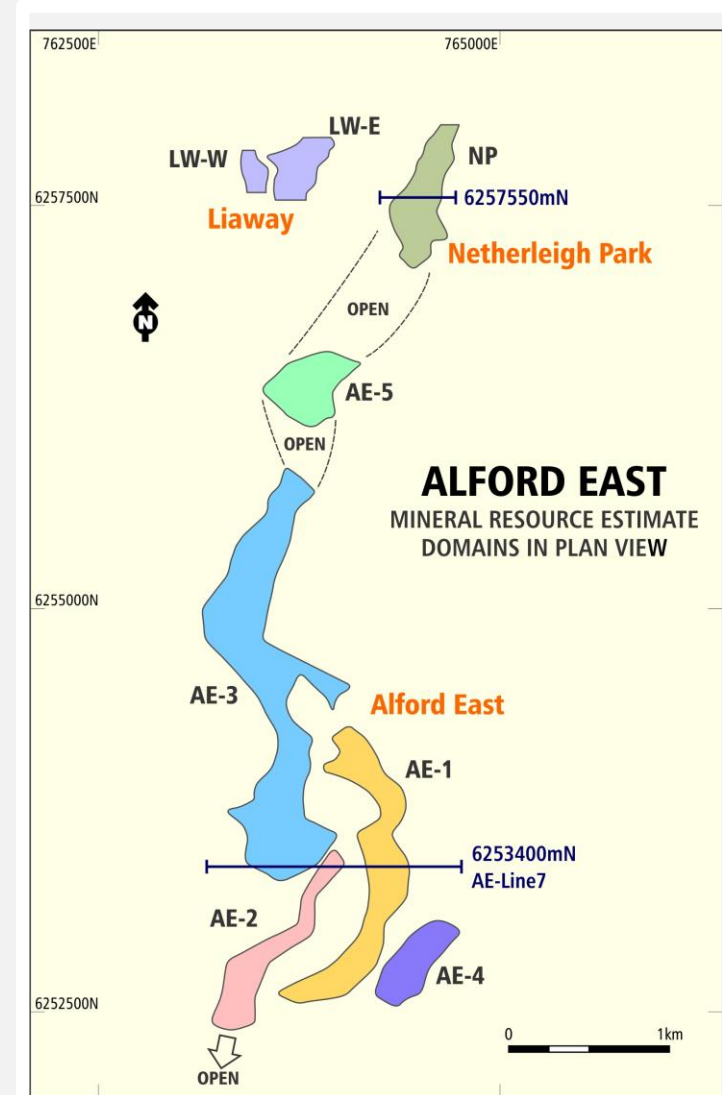 762500E
765000E
LW-E
LW-W
NP
6257500N
6257550mN
Liaway
Netherleigh Park
N
OPEN
AE-5
OPEN
ALFORD EAST
MINERAL RESOURCE ESTIMATE
DOMAINS IN PLAN VIEW
6255000N
AE-3
Alford East
AE-1
6253400mN
AE-Line7
AE-2
AE-4
6252500N
0
1km
OPEN